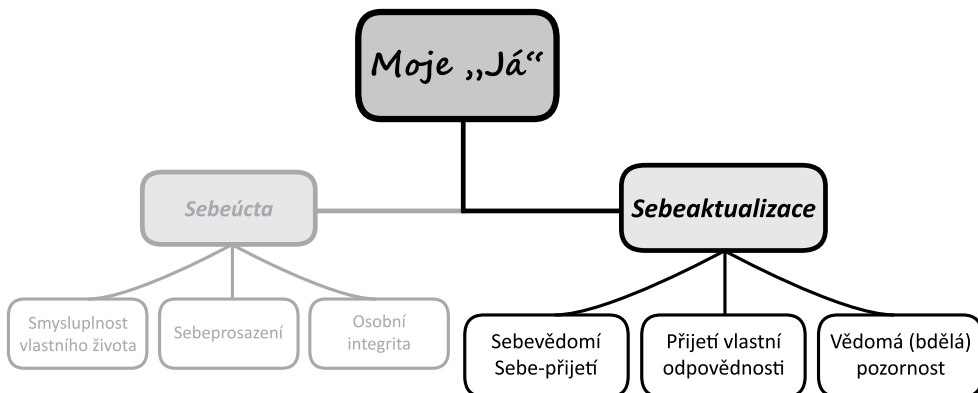 Moje „Já“
Sebeúcta
Sebeaktualizace
Smysluplnost
vlastního života
Sebeprosazení
Osobní
integrita
Sebevědomí
Sebe-přijetí
Přijetí vlastní
odpovědnosti
Vědomá (bdělá)
pozornost